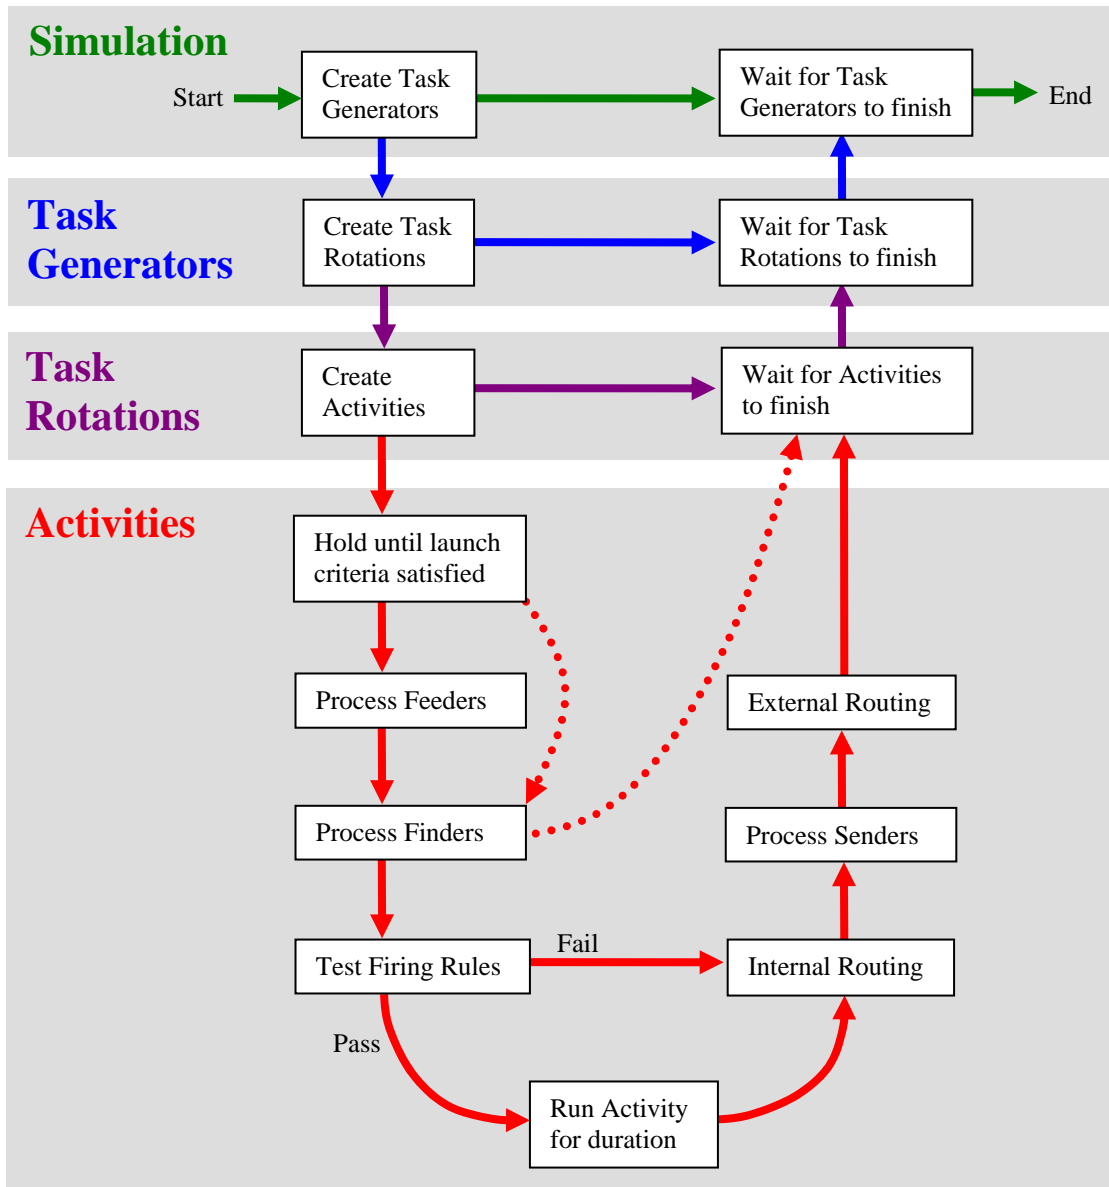 Simulation
Start
Create Task
Generators
Wait for Task
Generators to finish
End
Task
Generators
Create Task
Rotations
Wait for Task
Rotations to finish
Task
Rotations
Create
Activities
Wait for Activities
to finish
Activities
Hold until launch
criteria satisfied
Process Feeders
External Routing
Process Finders
Process Senders
Test Firing Rules
Fail
Internal Routing
Pass
Run Activity
for duration